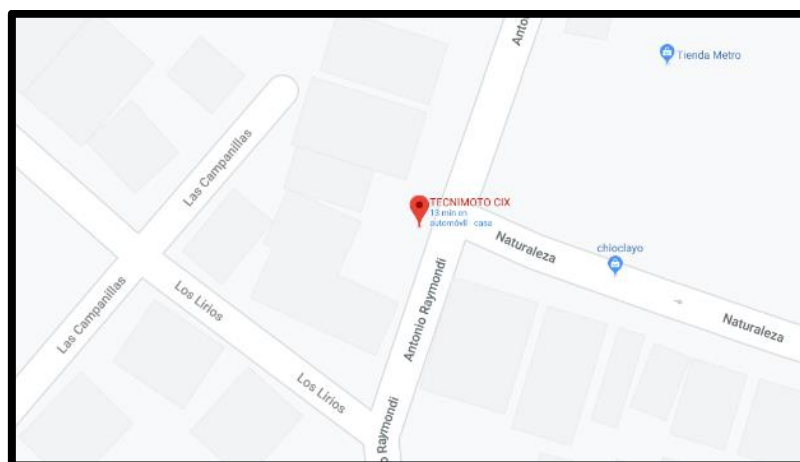 Anto
Tienda Metro
Las Campanillas
TECNIMOTO CIX
13 min en
automóvil - casa
Naturaleza
chioclayo
Las Campanillas
Los Lirios
Antonio Raymondi
Naturaleza
Los Lirios
o Raymondi